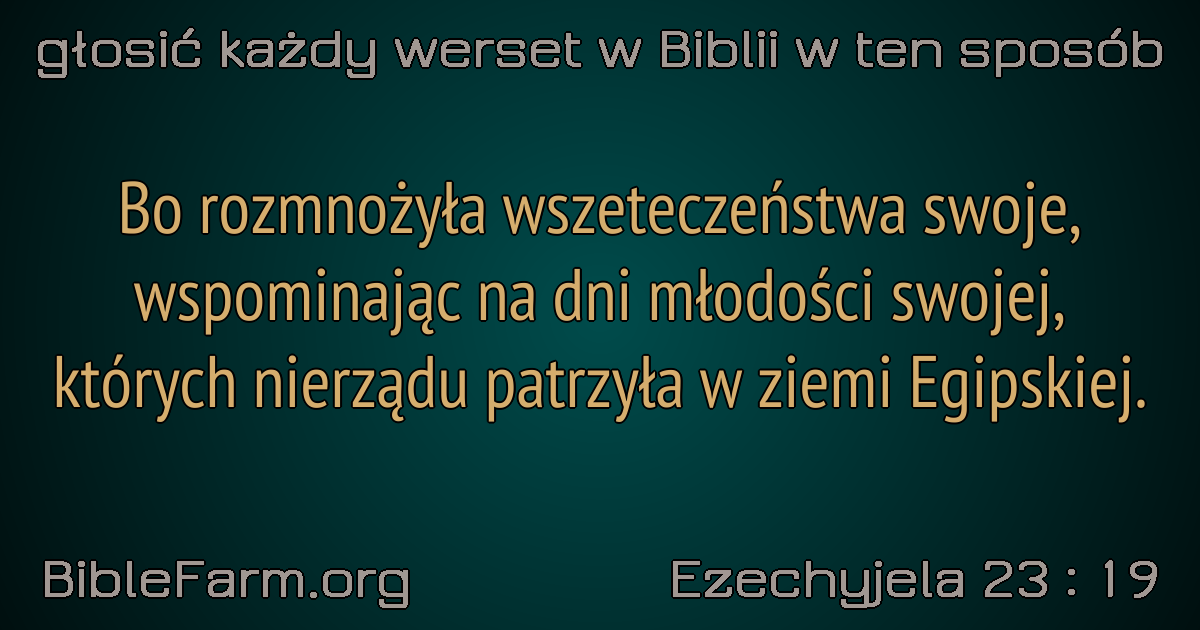 głosić każdy werset w Biblii w ten sposób
Bo rozmnożyła wszeteczeństwa swoje,
wspominając na dni młodości swojej,
których nierządu patrzyła w ziemi Egipskiej.
BibleFarm.org
Ezechyjela 23 : 19